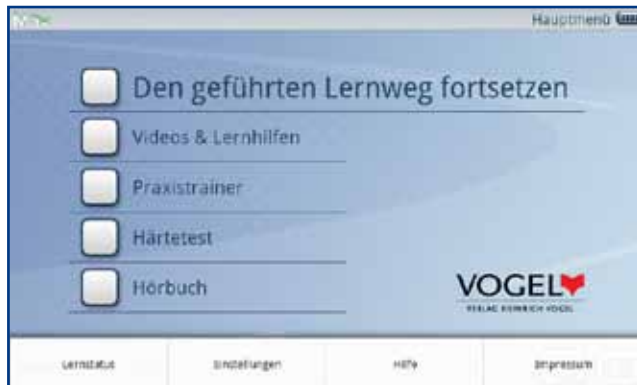 Hauptmenü
Den geführten Lernweg fortsetzen
Videos & Lernhilfen
Praxistrainer
Härtetest
Hörbuch
VOGEL
VERLAG HEINRICH VOGEL
Lernstatus Einstellungen Hilfe Impressum